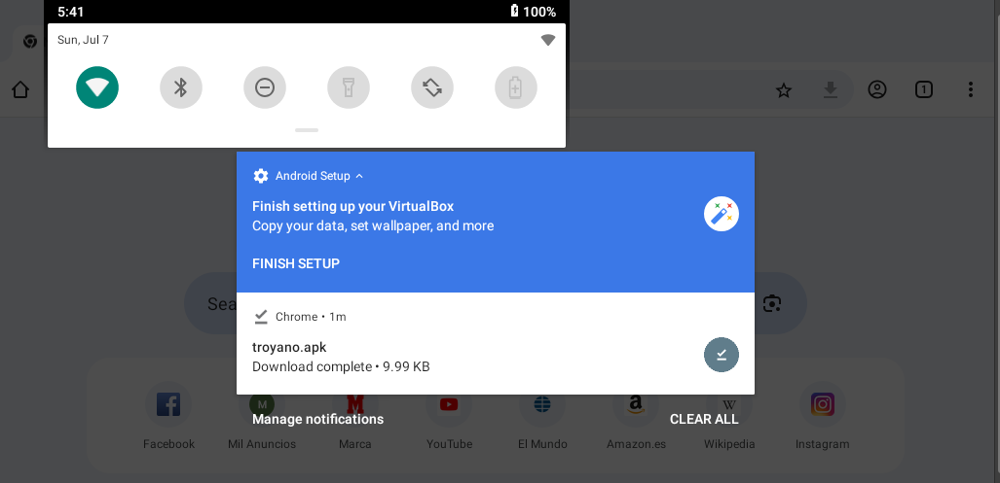 5:41
100%
Sun, Jul 7
1
Android Setup
Finish setting up your VirtualBox
Copy your data, set wallpaper, and more
FINISH SETUP
Sea
Chrome • 1m
troyano.apk
Download complete • 9.99 KB
M
M
a
W
Manage notifications
CLEAR ALL
Facebook
Mil Anuncios
Marca
YouTube
El Mundo
Amazon.es
Wikipedia
Instagram